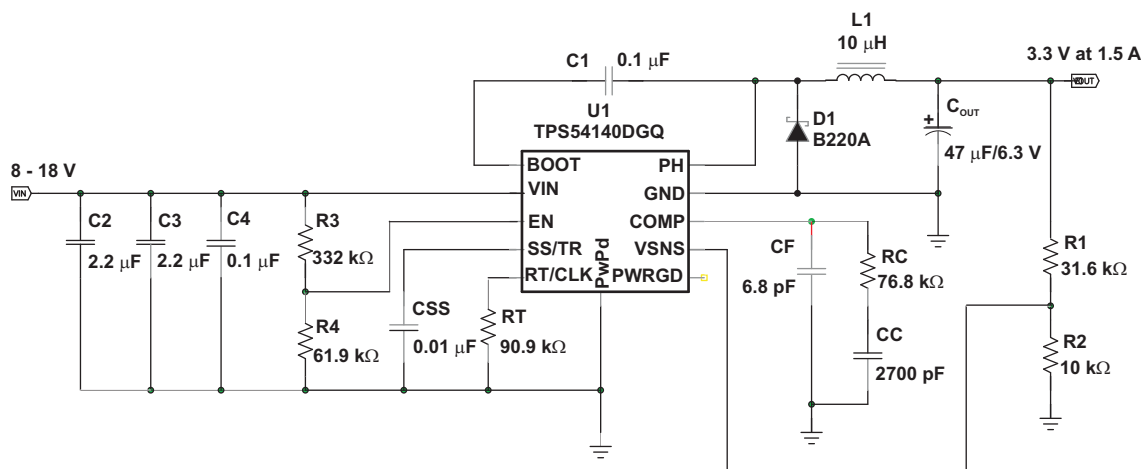 L1
10 μH
3.3 V at 1.5 A
C1
0.1 μF
U1
TPS54140DGQ
D1
B220A
C_OUT
+
47 μF/6.3 V
8 - 18 V
VIN
BOOT
VIN
EN
SS/TR
RT/CLK
PwPd
PH
GND
COMP
VSNS
PWRGD
C2
2.2 μF
C3
2.2 μF
C4
0.1 μF
R3
332 kΩ
R4
61.9 kΩ
CSS
0.01 μF
RT
90.9 kΩ
CF
6.8 pF
RC
76.8 kΩ
CC
2700 pF
R1
31.6 kΩ
R2
10 kΩ